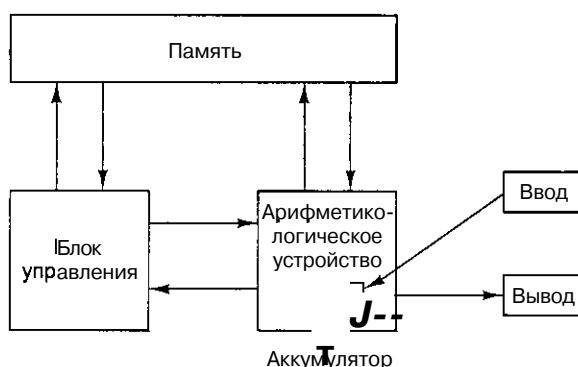 Память
Блок
управления
Арифметико-
логическое
устройство
Ввод
Вывод
Аккумулятор